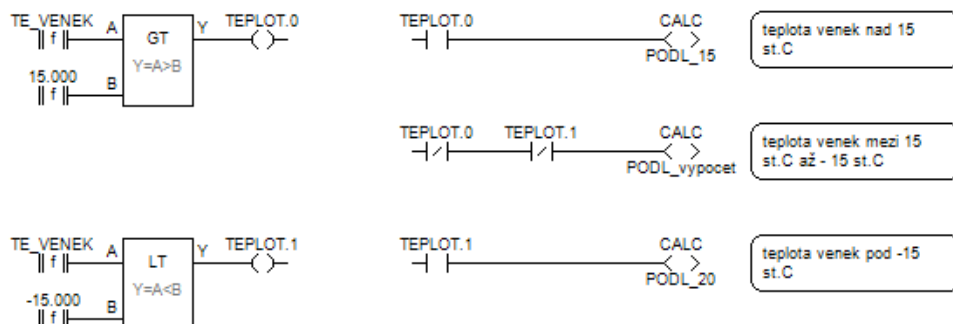 TE_VENEK A GT Y TEPLOT.0
f
Y=A>B
15.000 B
f
TEPLOT.0 CALC
PODL_15
teplota venek nad 15
st.C
TEPLOT.0 TEPLOT.1 CALC
PODL_vypocet
teplota venek mezi 15
st.C až - 15 st.C
TE_VENEK A LT Y TEPLOT.1
f
Y=A<B
-15.000 B
f
TEPLOT.1 CALC
PODL_20
teplota venek pod -15
st.C